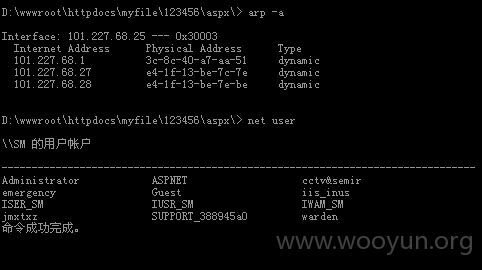 D:\wwwroot\httpdocs\myfile\123456\aspx\> arp -a
Interface: 101.227.68.25 --- 0x30003
Internet Address Physical Address Type
101.227.68.1 3c-8c-40-a7-aa-51 dynamic
101.227.68.27 e4-1f-13-be-7c-7e dynamic
101.227.68.28 e4-1f-13-be-7e-ec dynamic
D:\wwwroot\httpdocs\myfile\123456\aspx\> net user
\\SM 的用户帐户
-------------------------------------------------------------------------------
Administrator ASPNET cctv@semir
emergency Guest iis_inus
ISER_SM IUSR_SM IWAM_SM
jmxtxz SUPPORT_388945a0 warden
命令成功完成。
www.wooyun.org